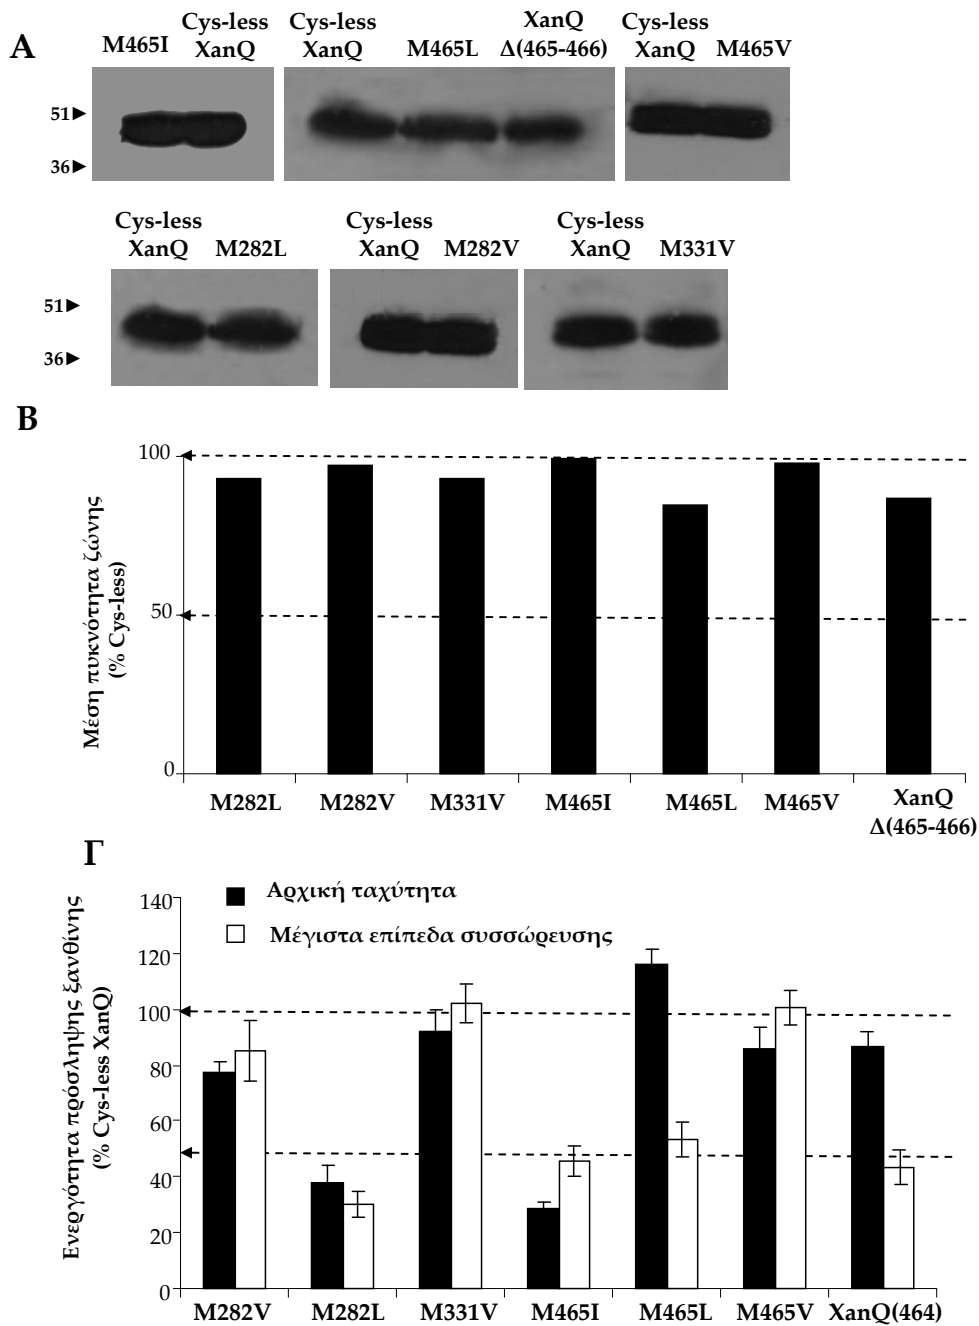 A
M465I
Cys-less
XanQ
Cys-less
XanQ
M465L
XanQ
Δ(465-466)
Cys-less
XanQ
M465V
51
36
Cys-less
XanQ
M282L
Cys-less
XanQ
M282V
Cys-less
XanQ
M331V
51
36
B
Μέση πυκνότητα ζώνης
(% Cys-less)
100
50
0
M282L
M282V
M331V
M465I
M465L
M465V
XanQ
Δ(465-466)
Γ
Ενεργότητα πρόσληψης ξανθίνης
(% Cys-less XanQ)
Αρχική ταχύτητα
Μέγιστα επίπεδα συσσώρευσης
140
120
100
80
60
40
20
0
M282V
M282L
M331V
M465I
M465L
M465V
XanQ(464)